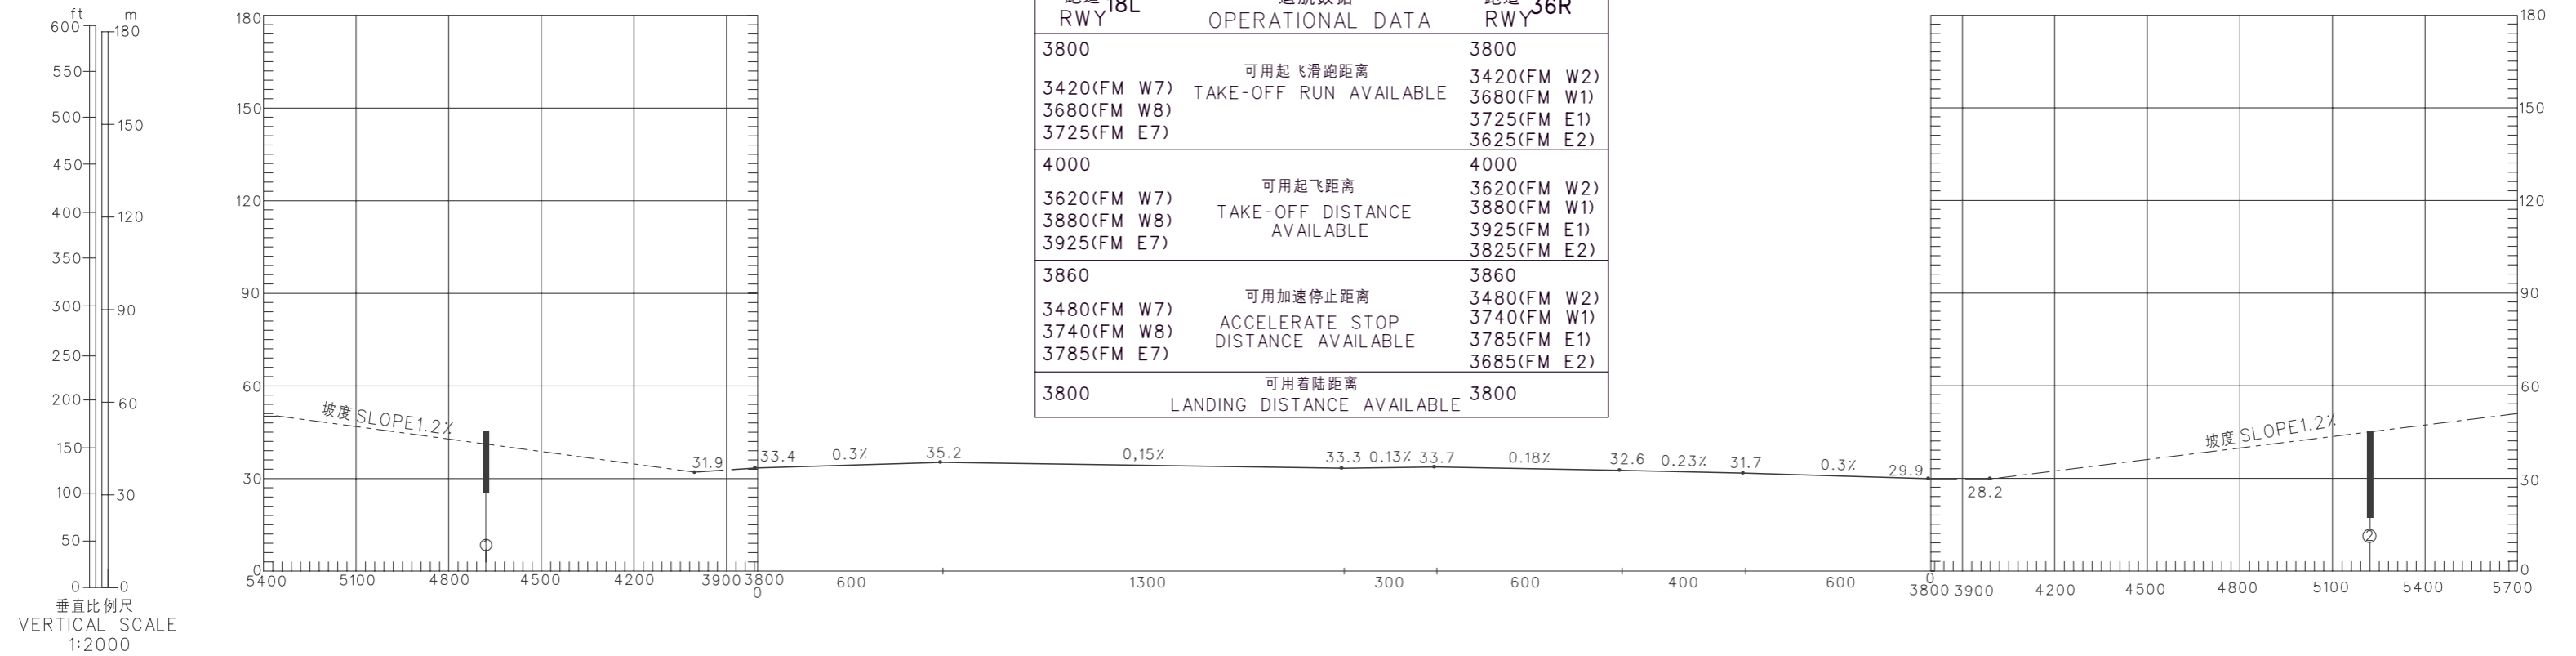 ft m
600
180
550
500
150
450
400
120
350
300
90
250
200
60
150
100
30
50
0
0
垂直比例尺
VERTICAL SCALE
1:2000
180
150
120
90
60
30
0
坡度 SLOPE1.2%
①
5400 5100 4800 4500 4200 3900 3800
0
RWY 18L
OPERATIONAL DATA
RWY 36R
3800
3420(FM W7)
3680(FM W8)
3725(FM E7)
可用起飞滑跑距离
TAKE-OFF RUN AVAILABLE
3800
3420(FM W2)
3680(FM W1)
3725(FM E1)
3625(FM E2)
4000
3620(FM W7)
3880(FM W8)
3925(FM E7)
可用起飞距离
TAKE-OFF DISTANCE
AVAILABLE
4000
3620(FM W2)
3880(FM W1)
3925(FM E1)
3825(FM E2)
3860
3480(FM W7)
3740(FM W8)
3785(FM E7)
可用加速停止距离
ACCELERATE STOP
DISTANCE AVAILABLE
3860
3480(FM W2)
3740(FM W1)
3785(FM E1)
3685(FM E2)
3800
可用着陆距离
LANDING DISTANCE AVAILABLE
3800
31.9 33.4 0.3% 35.2 0,15% 33.3 0.13% 33.7 0.18% 32.6 0.23% 31.7 0.3% 29.9
28.2
600 1300 300 600 400 600
180
150
120
90
60
30
0
坡度 SLOPE1.2%
②
0
3800 3900 4200 4500 4800 5100 5400 5700